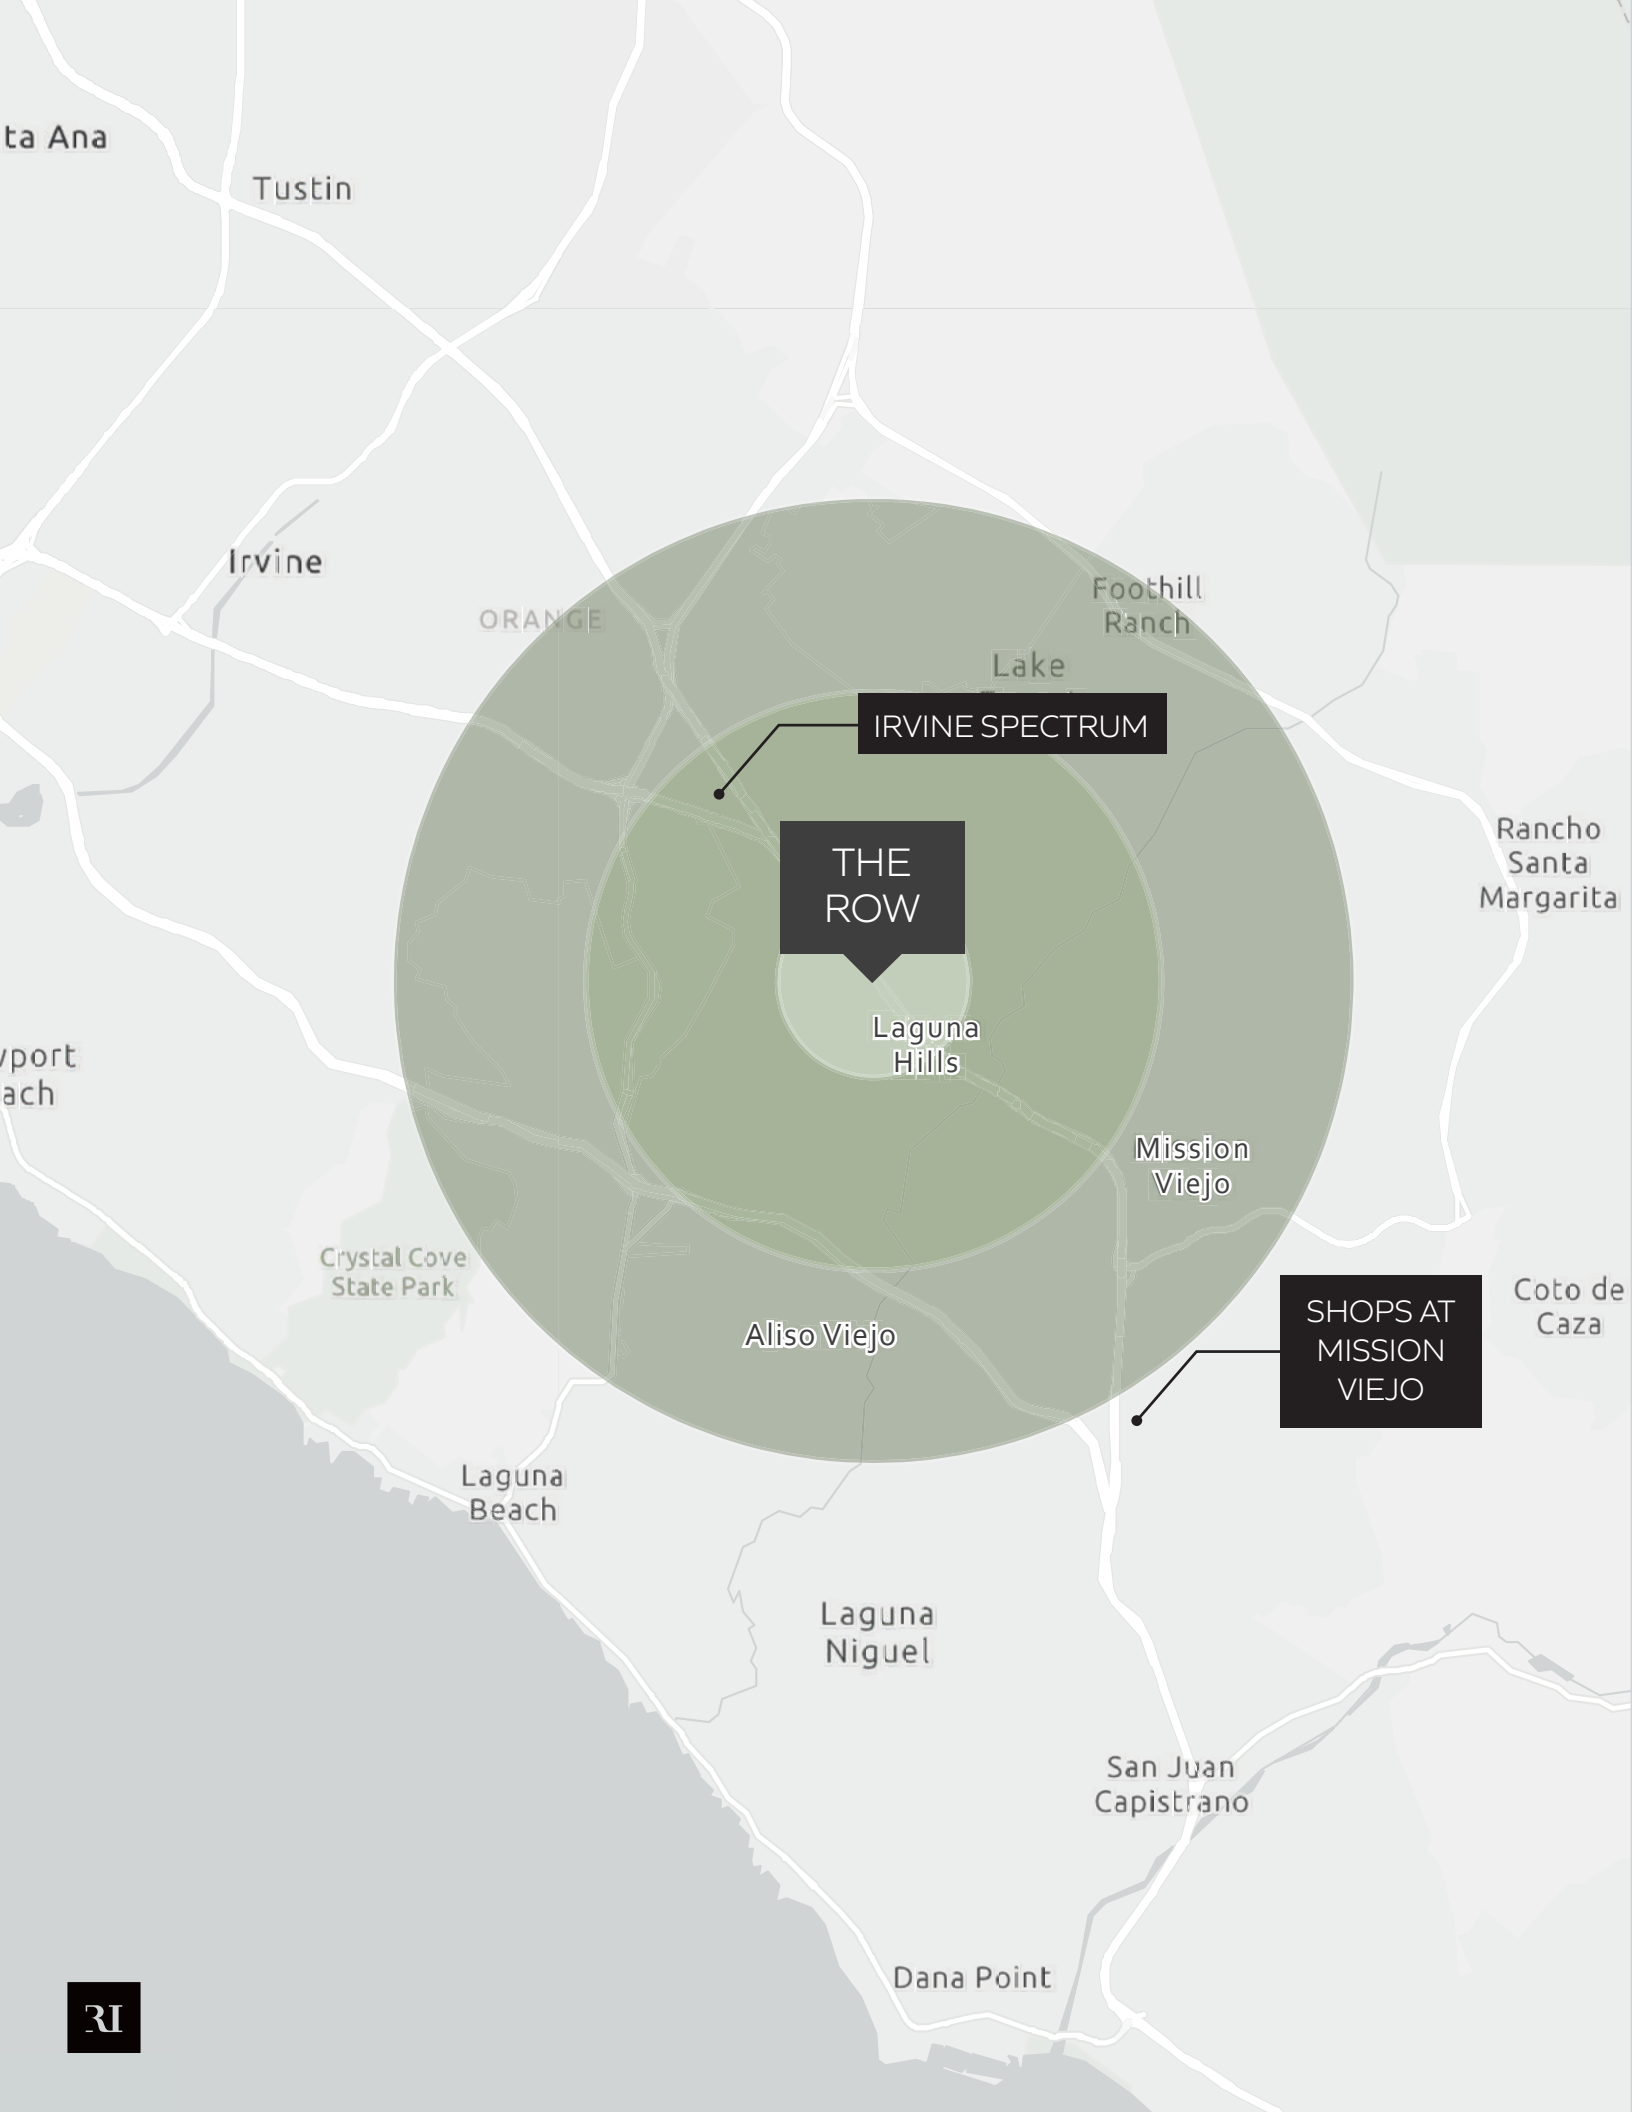 ta Ana
Tustin
Irvine
ORANGE
Foothill
Ranch
Lake
IRVINE SPECTRUM
THE
ROW
Rancho
Santa
Margarita
Laguna
Hills
port
ach
Mission
Viejo
Crystal Cove
State Park
SHOPS AT
MISSION
VIEJO
Coto de
Caza
Aliso Viejo
Laguna
Beach
Laguna
Niguel
San Juan
Capistrano
Dana Point
RI